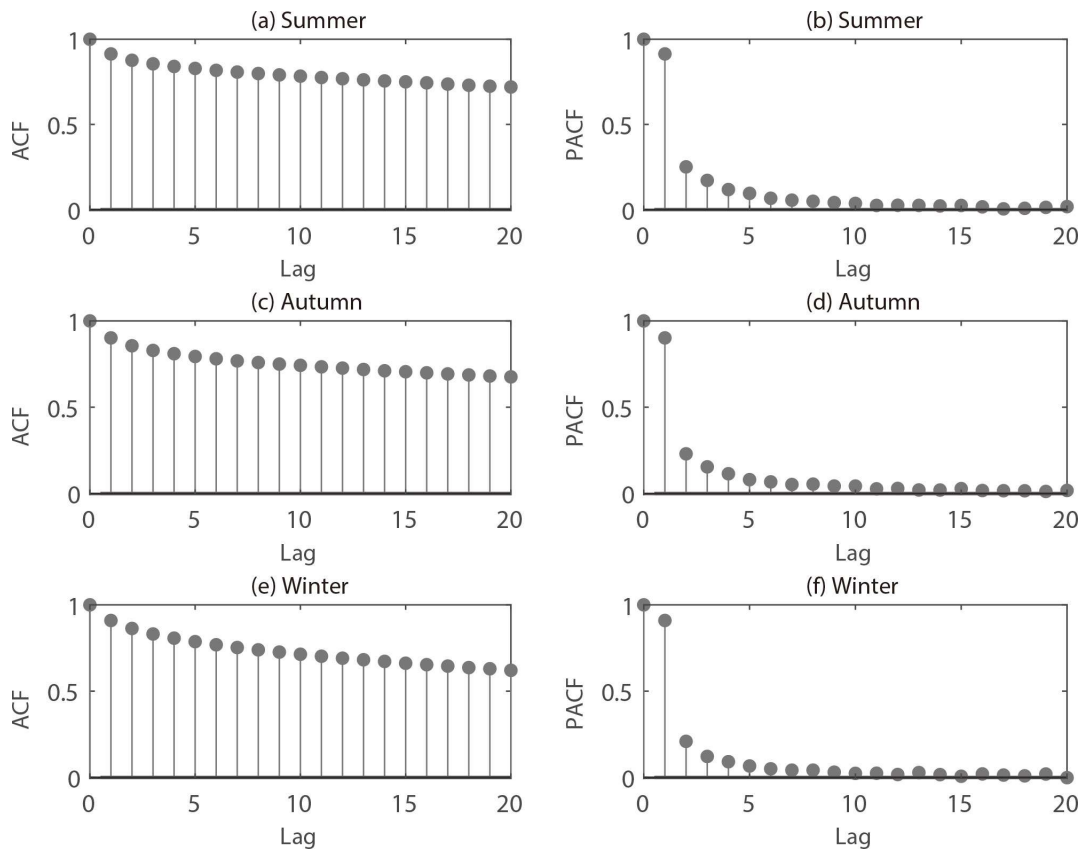 (a) Summer
1
0.5
0
ACF
0 5 10 15 20
Lag
(b) Summer
1
0.5
0
PACF
0 5 10 15 20
Lag
(c) Autumn
1
0.5
0
ACF
0 5 10 15 20
Lag
(d) Autumn
1
0.5
0
PACF
0 5 10 15 20
Lag
(e) Winter
1
0.5
0
ACF
0 5 10 15 20
Lag
(f) Winter
1
0.5
0
PACF
0 5 10 15 20
Lag